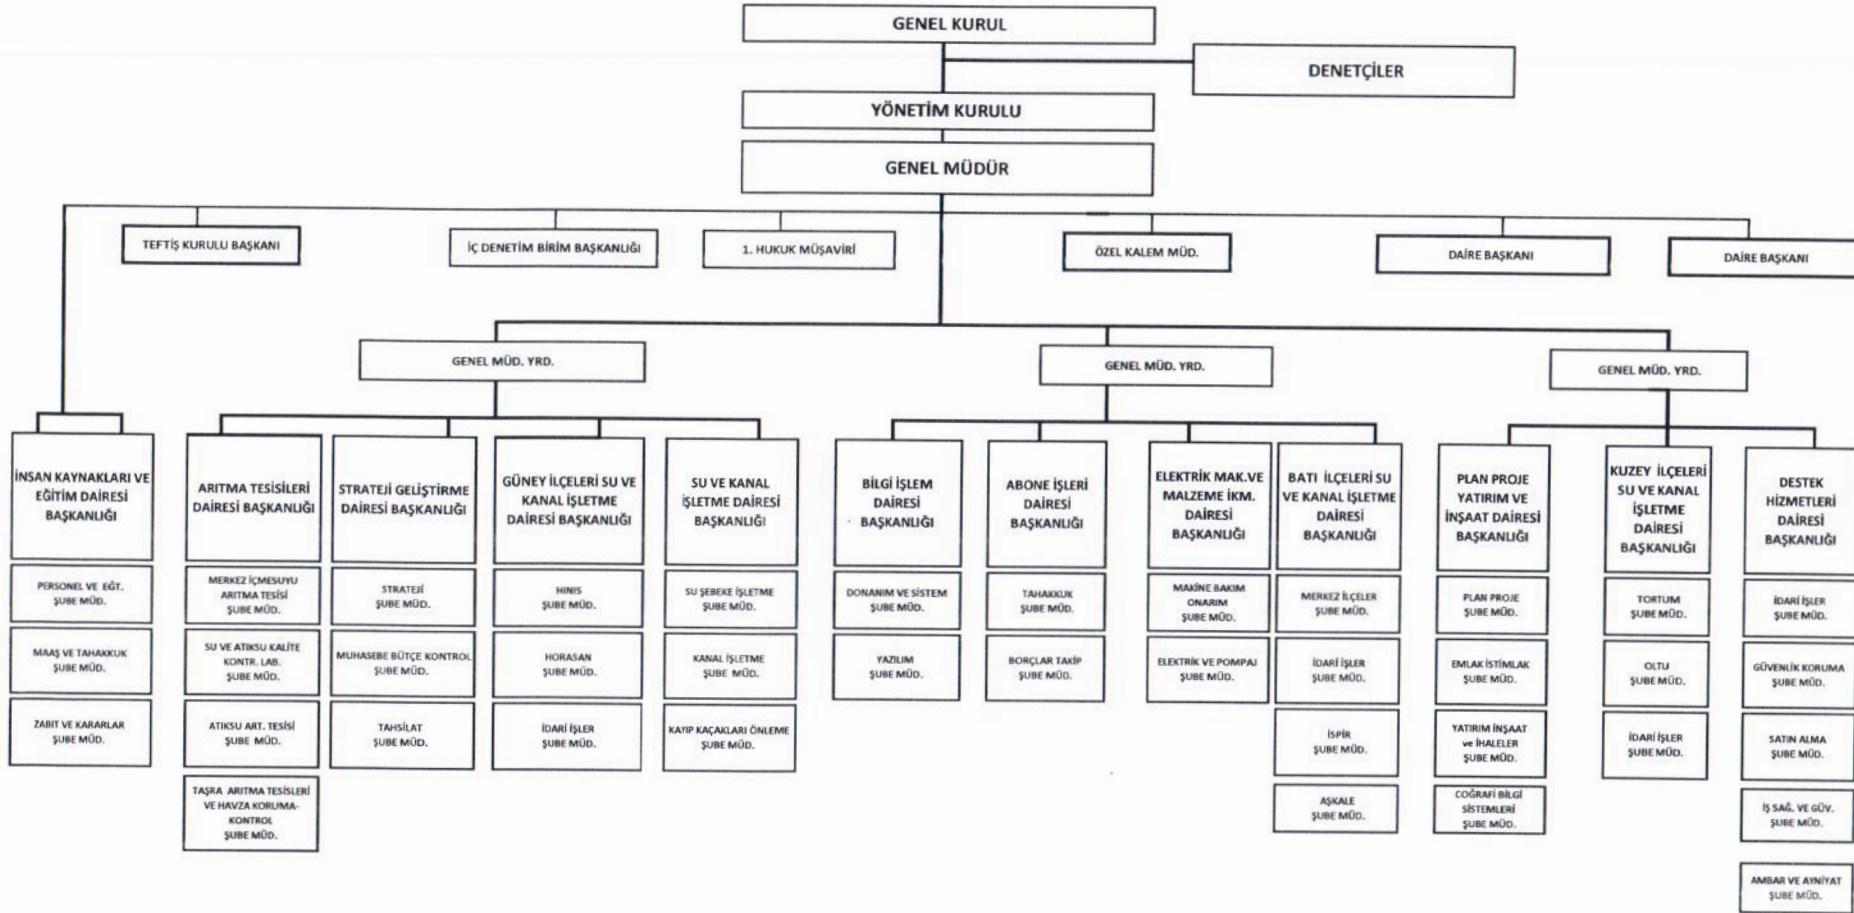 GENEL KURUL
DENETÇİLER
YÖNETİM KURULU
GENEL MÜDÜR
TEFTİŞ KURULU BAŞKANI
İÇ DENETİM BİRİM BAŞKANLIĞI
1. HUKUK MÜŞAVİRİ
ÖZEL KALEM MÜD.
DAİRE BAŞKANI
DAİRE BAŞKANI
GENEL MÜD. YRD.
GENEL MÜD. YRD.
GENEL MÜD. YRD.
İNSAN KAYNAKLARI VE
EĞİTİM DAİRESİ
BAŞKANLIĞI
PERSONEL VE EĞT.
ŞUBE MÜD.
MAAŞ VE TAHAKKUK
ŞUBE MÜD.
ZABIT VE KARARLAR
ŞUBE MÜD.
ARITMA TESİSİLERİ
DAİRESİ BAŞKANLIĞI
MERKEZ İÇMESUYU
ARITMA TESİSİ
ŞUBE MÜD.
SU VE ATIKSU KALİTE
KONTR. LAB.
ŞUBE MÜD.
ATIKSU ART. TESİSİ
ŞUBE MÜD.
TAŞRA ARITMA TESİSLERİ
VE HAVZA KORUMA-
KONTROL
ŞUBE MÜD.
STRATEJİ GELİŞTİRME
DAİRESİ BAŞKANLIĞI
STRATEJİ
ŞUBE MÜD.
MUHASEBE BÜTÇE KONTROL
ŞUBE MÜD.
TAHSİLAT
ŞUBE MÜD.
GÜNEY İLÇELERİ SU VE
KANAL İŞLETME
DAİRESİ BAŞKANLIĞI
HINIS
ŞUBE MÜD.
HORASAN
ŞUBE MÜD.
İDARİ İŞLER
ŞUBE MÜD.
SU VE KANAL
İŞLETME DAİRESİ
BAŞKANLIĞI
SU ŞEBEKE İŞLETME
ŞUBE MÜD.
KANAL İŞLETME
ŞUBE MÜD.
KAYIP KAÇAKLARI ÖNLEME
ŞUBE MÜD.
BİLGİ İŞLEM
DAİRESİ
BAŞKANLIĞI
DONANIM VE SİSTEM
ŞUBE MÜD.
YAZILIM
ŞUBE MÜD.
ABONE İŞLERİ
DAİRESİ
BAŞKANLIĞI
TAHAKKUK
ŞUBE MÜD.
BORÇLAR TAKİP
ŞUBE MÜD.
ELEKTRİK MAK.VE
MALZEME İKM.
DAİRESİ
BAŞKANLIĞI
MAKİNE BAKIM
ONARIM
ŞUBE MÜD.
ELEKTRİK VE POMPAJ
ŞUBE MÜD.
BATI İLÇELERİ SU
VE KANAL İŞLETME
DAİRESİ
BAŞKANLIĞI
MERKEZ İLÇELER
ŞUBE MÜD.
İDARİ İŞLER
ŞUBE MÜD.
İSPİR
ŞUBE MÜD.
AŞKALE
ŞUBE MÜD.
PLAN PROJE
YATIRIM VE
İNŞAAT DAİRESİ
BAŞKANLIĞI
PLAN PROJE
ŞUBE MÜD.
EMLAK İSTİMLAK
ŞUBE MÜD.
YATIRIM İNŞAAT
ve İHALELER
ŞUBE MÜD.
COĞRAFİ BİLGİ
SİSTEMLERİ
ŞUBE MÜD.
KUZEY İLÇELERİ
SU VE KANAL
İŞLETME
DAİRESİ
BAŞKANLIĞI
TORTUM
ŞUBE MÜD.
OLTU
ŞUBE MÜD.
İDARİ İŞLER
ŞUBE MÜD.
DESTEK
HİZMETLERİ
DAİRESİ
BAŞKANLIĞI
İDARİ İŞLER
ŞUBE MÜD.
GÜVENLİK KORUMA
ŞUBE MÜD.
SATIN ALMA
ŞUBE MÜD.
İŞ SAĞ. VE GÜV.
ŞUBE MÜD.
AMBAR VE AYNİYAT
ŞUBE MÜD.